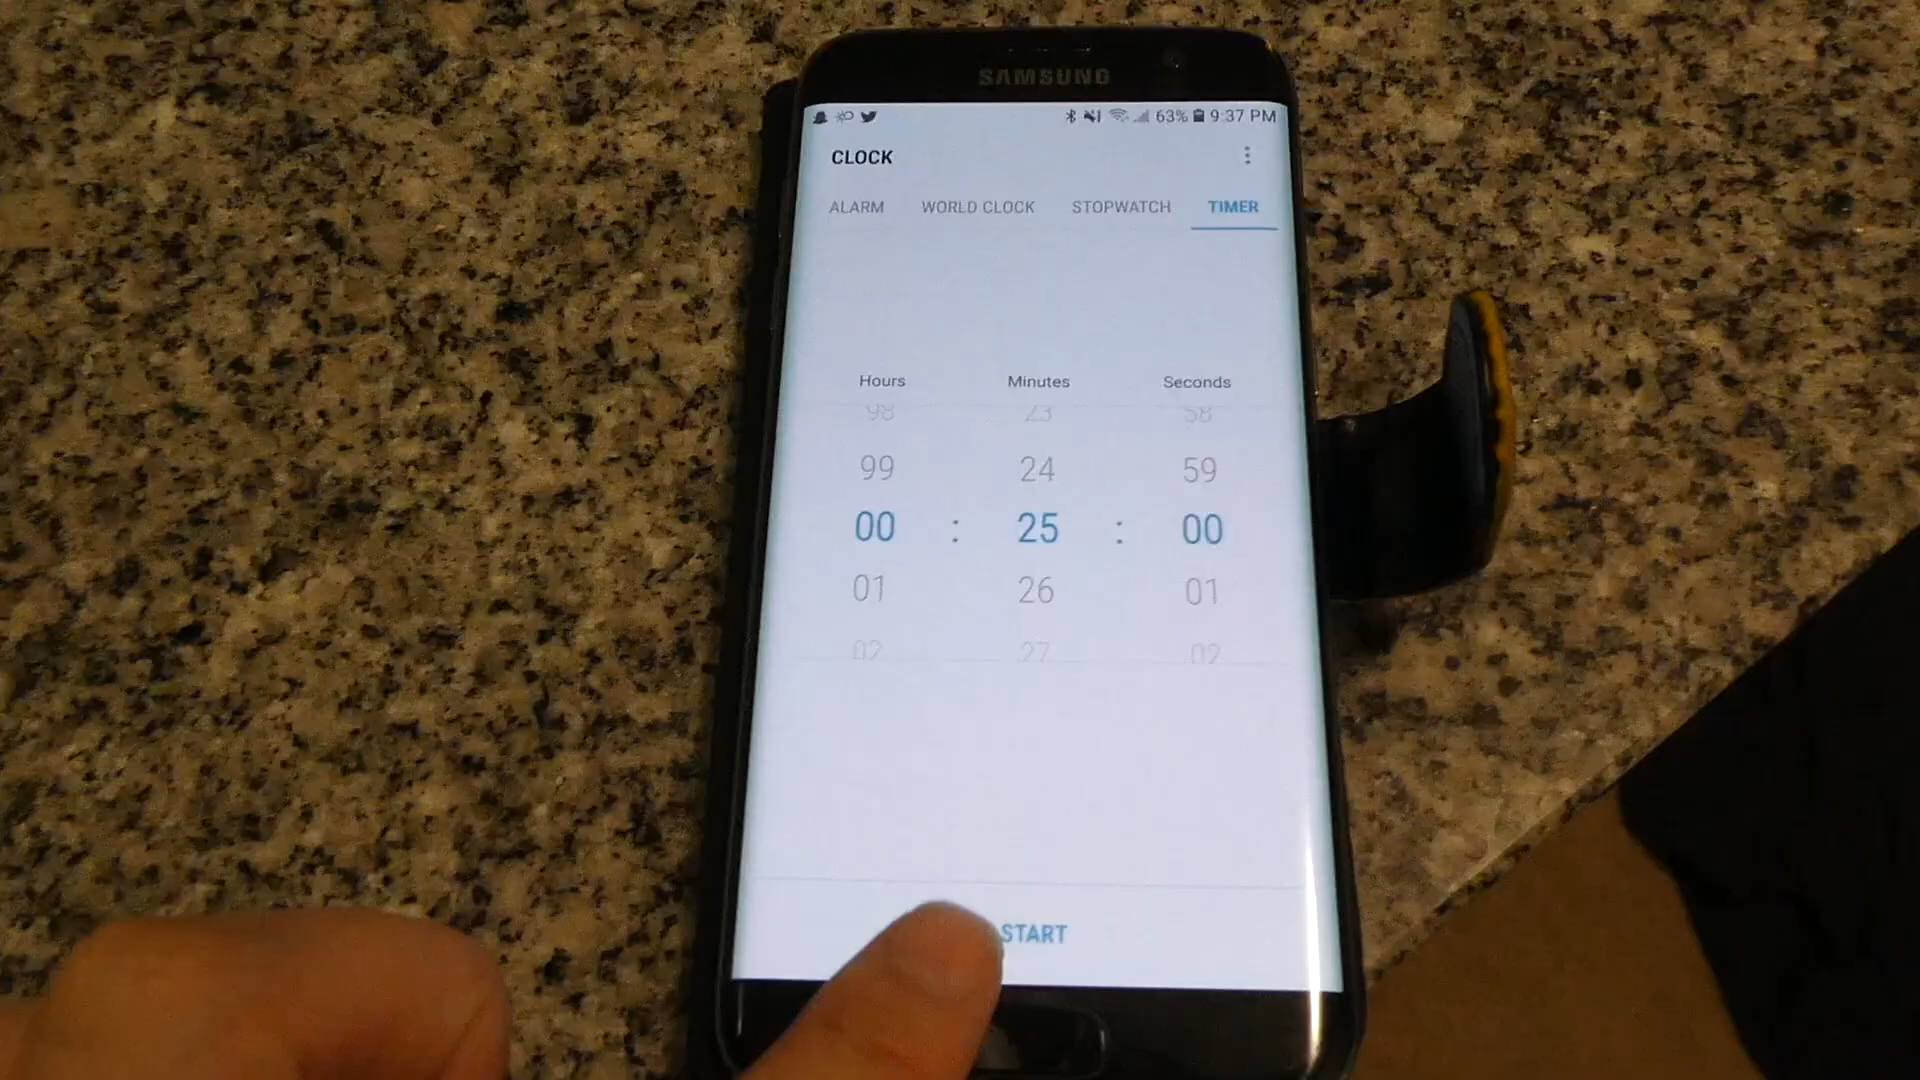 SAMSUNG
63% 9:37 PM
CLOCK
ALARM WORLD CLOCK STOPWATCH TIMER
Hours Minutes Seconds
98 23 58
99 24 59
00 : 25 : 00
01 26 01
02 27 02
START